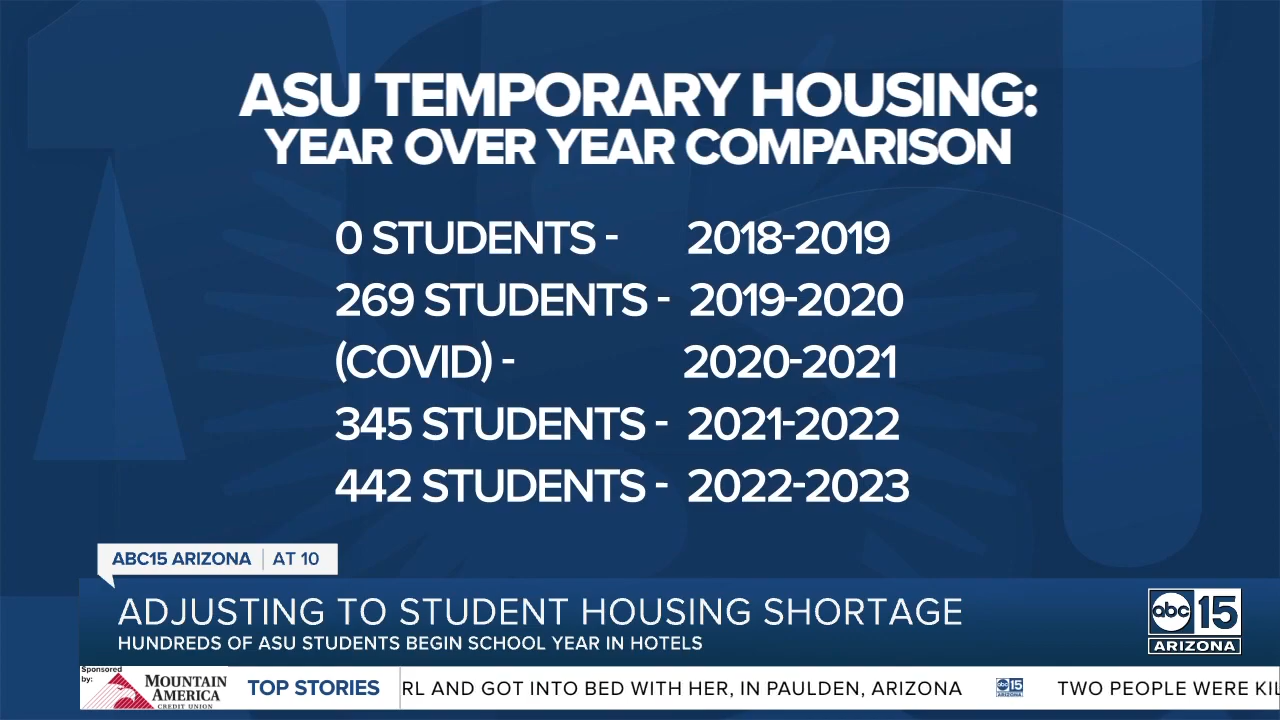 ASU TEMPORARY HOUSING:
YEAR OVER YEAR COMPARISON
0 STUDENTS - 2018-2019
269 STUDENTS - 2019-2020
(COVID) - 2020-2021
345 STUDENTS - 2021-2022
442 STUDENTS - 2022-2023
ABC15 ARIZONA | AT 10
ADJUSTING TO STUDENT HOUSING SHORTAGE
HUNDREDS OF ASU STUDENTS BEGIN SCHOOL YEAR IN HOTELS
abc 15
ARIZONA
Sponsored
by:
MOUNTAIN
AMERICA
CREDIT UNION
TOP STORIES
RL AND GOT INTO BED WITH HER, IN PAULDEN, ARIZONA abc 15 ARIZONA TWO PEOPLE WERE KIL